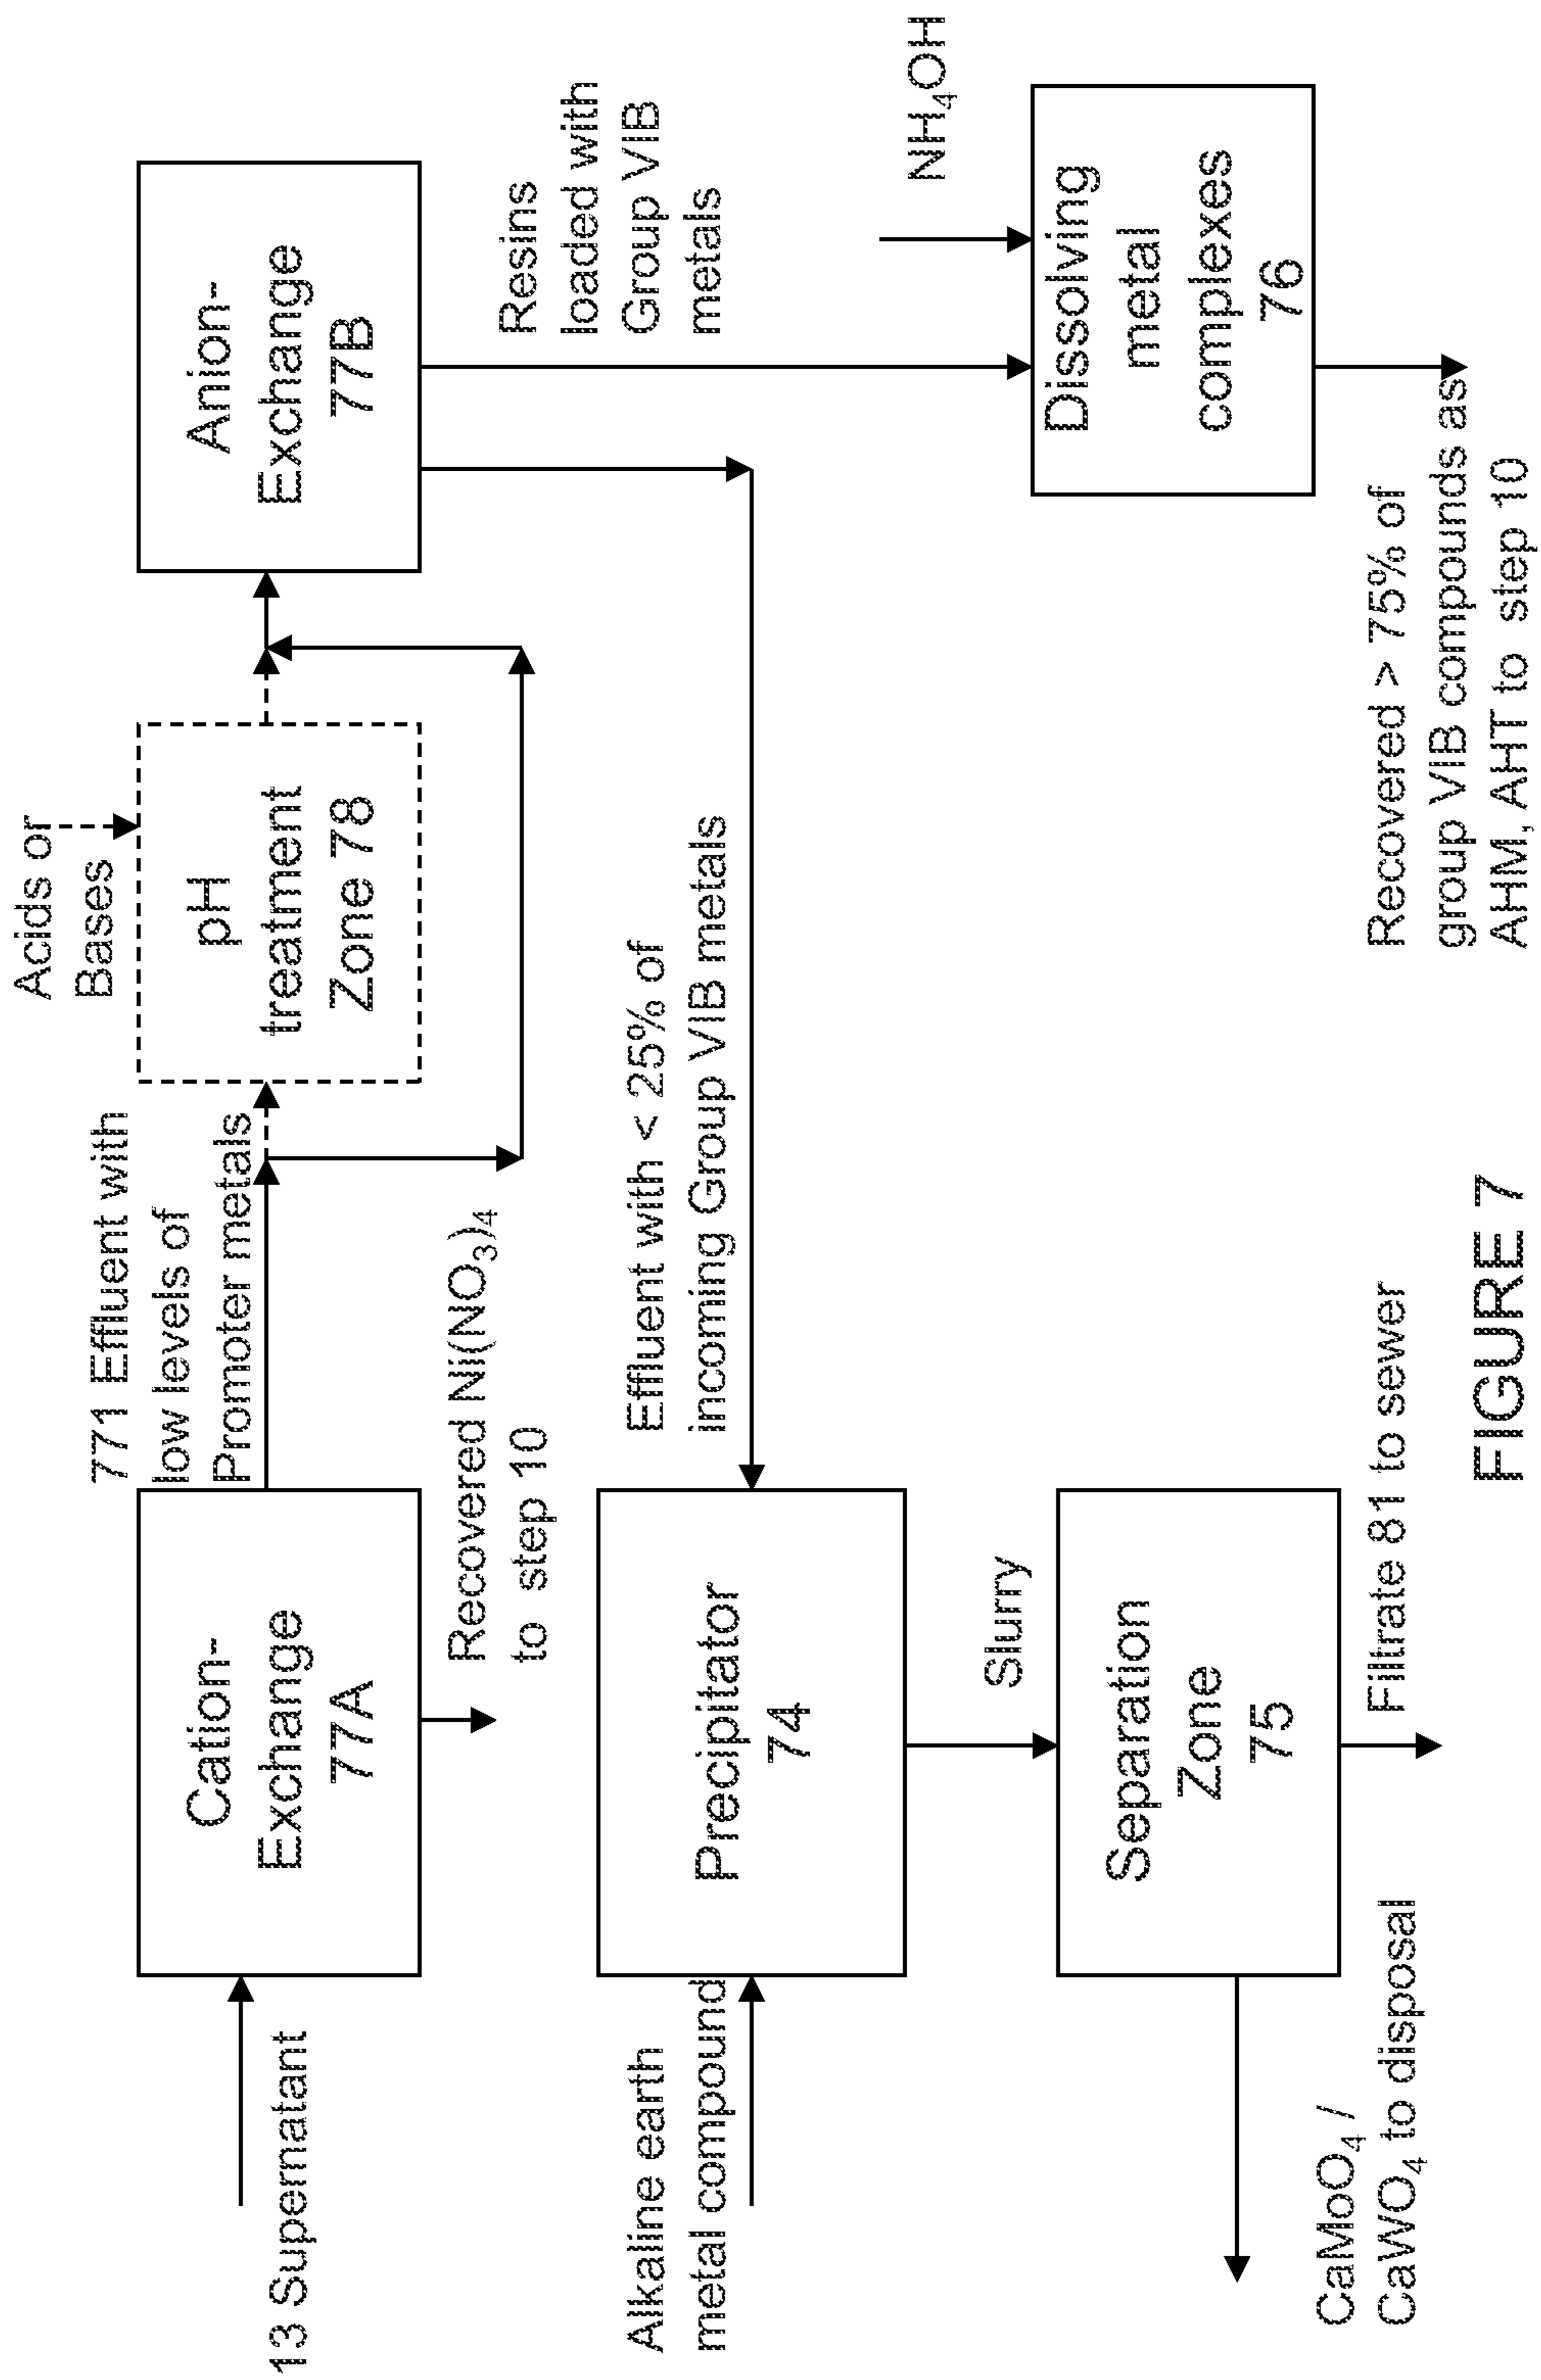 13 Supernatant
Cation-
Exchange
77A
771 Effluent with
low levels of
Promoter metals
Recovered Ni(NO₃)₄
to step 10
Acids or
Bases
pH
treatment
Zone 78
Anion-
Exchange
77B
Resins
loaded with
Group VIB
metals
Alkaline earth
metal compound
Precipitator
74
Effluent with < 25% of
incoming Group VIB metals
Slurry
Separation
Zone
75
CaMoO₄ /
CaWO₄ to disposal
Filtrate 81 to sewer
NH₄OH
Dissolving
metal
complexes
76
Recovered > 75% of
group VIB compounds as
AHM, AHT to step 10
FIGURE 7